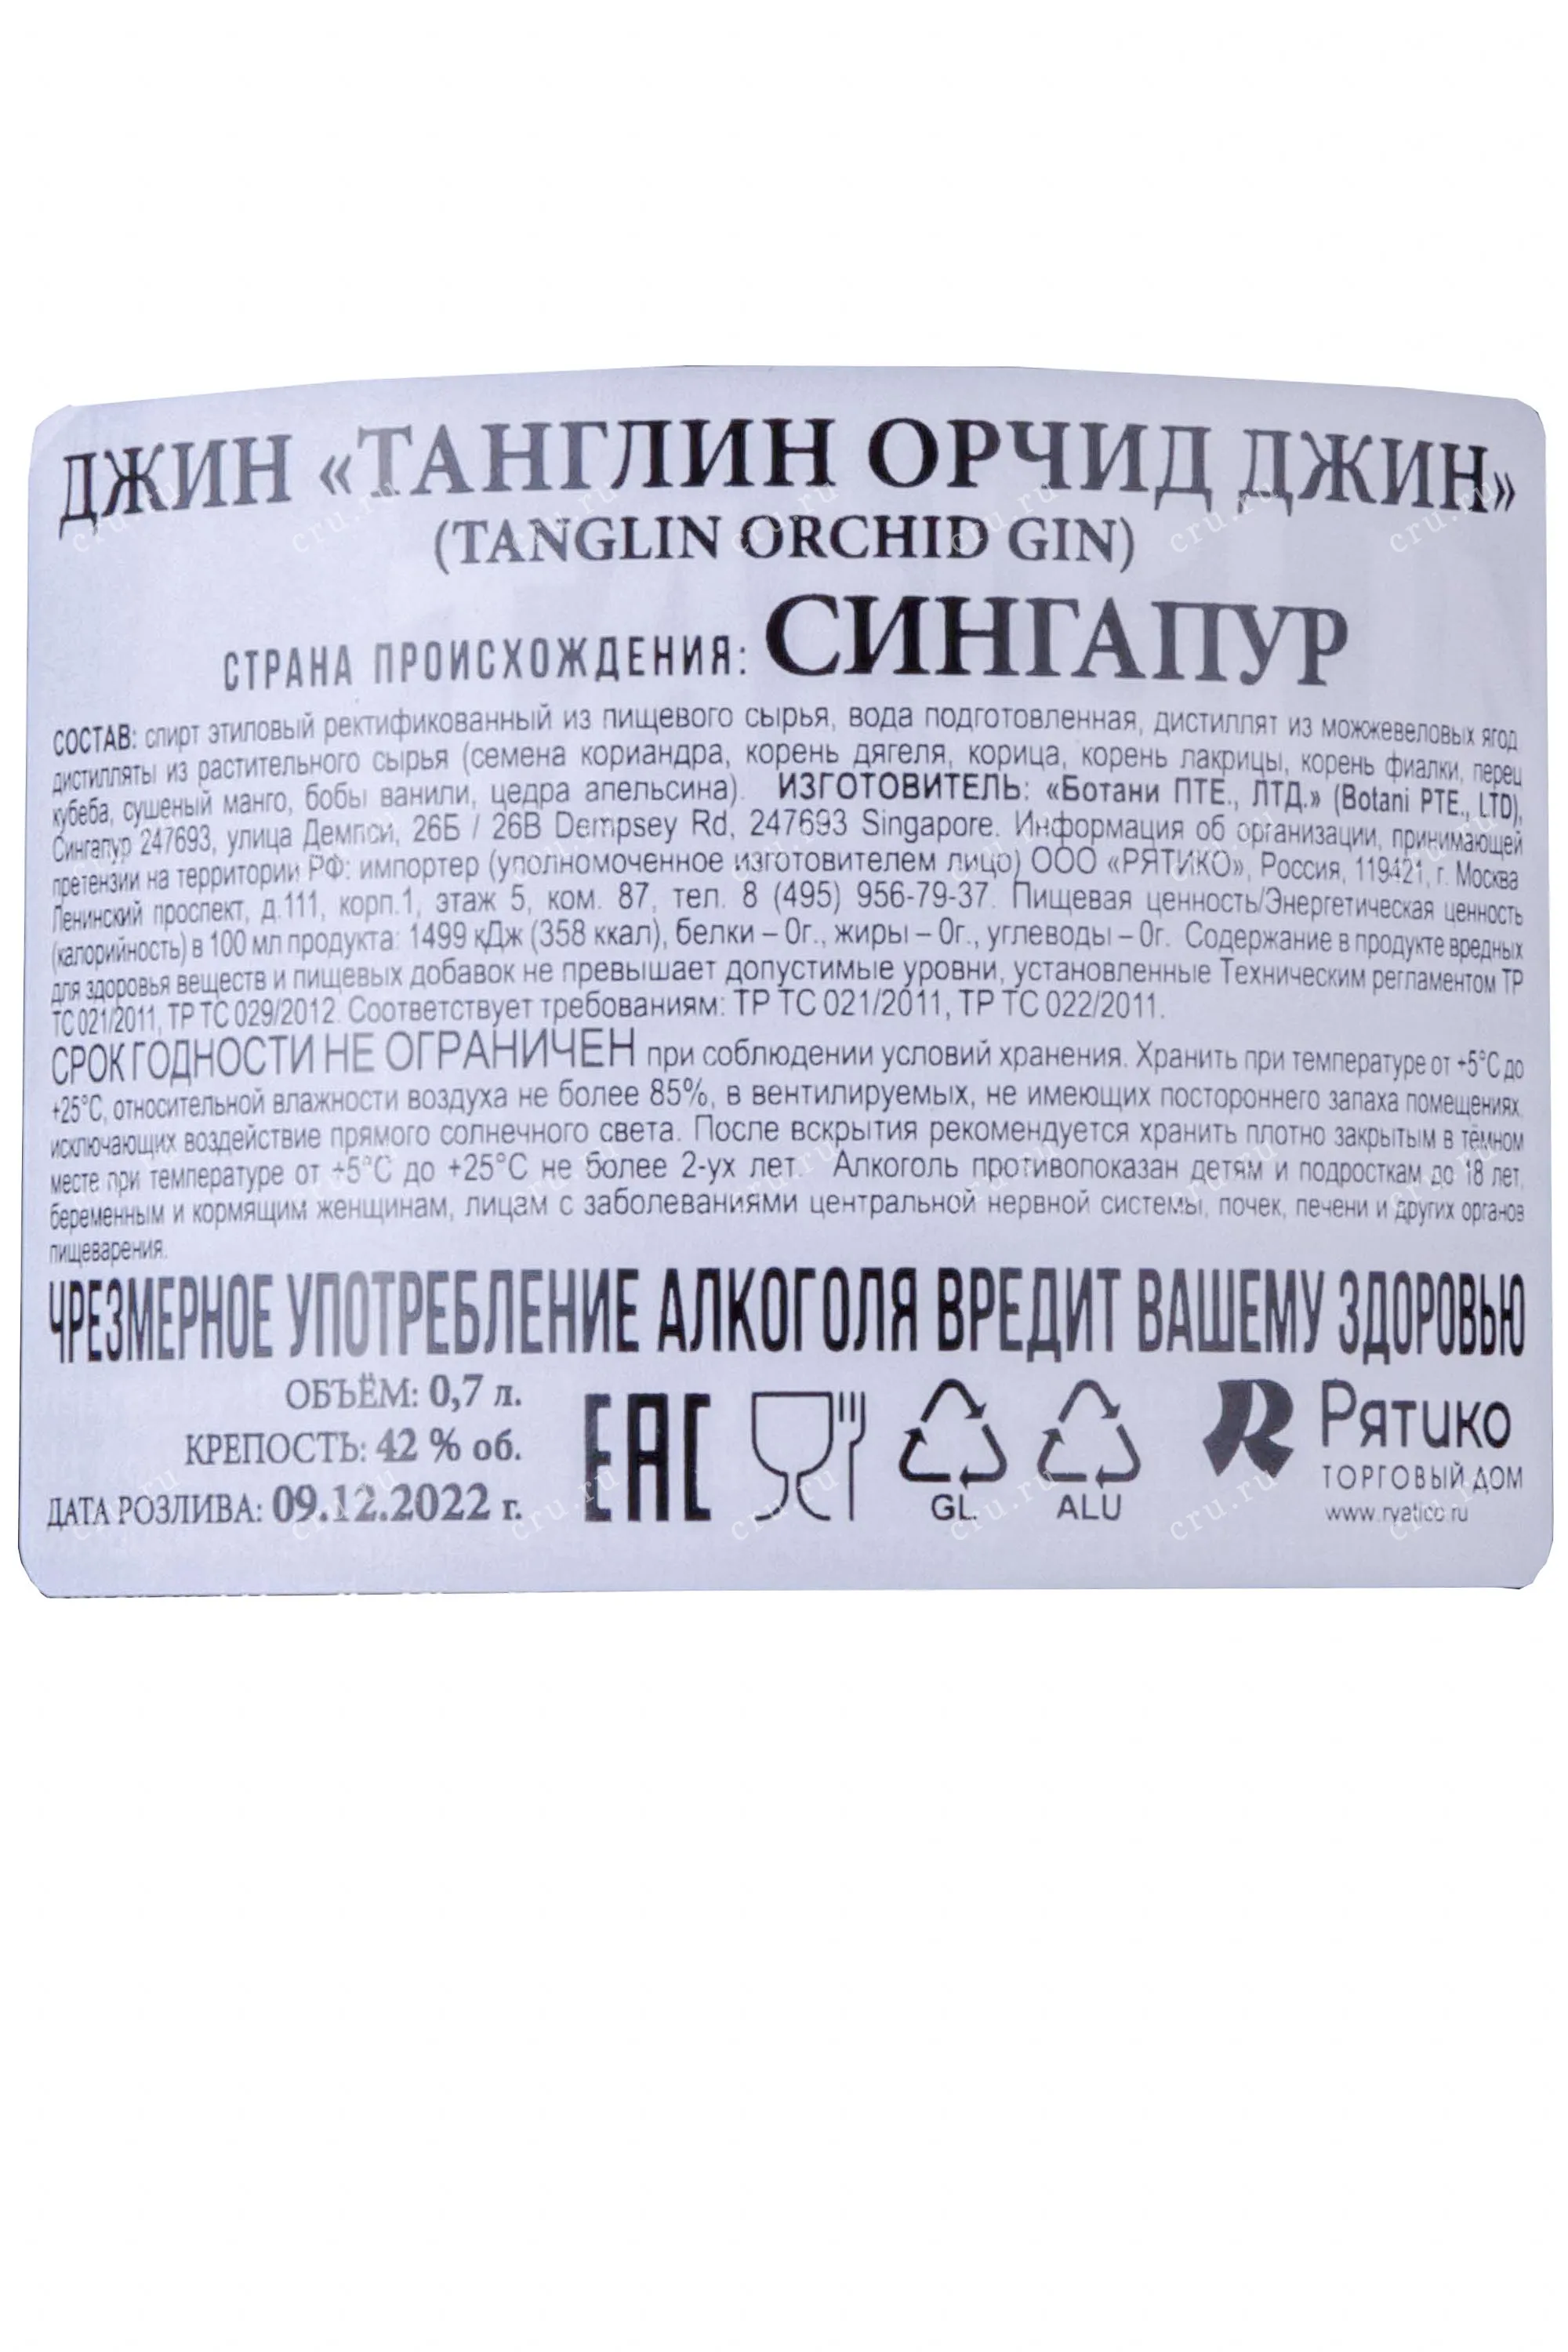 ДЖИН «ТАНГЛИН ОРЧИД ДЖИН»
(TANGLIN ORCHID GIN)
СТРАНА ПРОИСХОЖДЕНИЯ: СИНГАПУР
СОСТАВ: спирт этиловый ректификованный из пищевого сырья, вода подготовленная, дистиллят из можжевеловых ягод,
дистилляты из растительного сырья (семена кориандра, корень дягеля, корица, корень лакрицы, корень фиалки, перец
кубеба, сушеный манго, бобы ванили, цедра апельсина). ИЗГОТОВИТЕЛЬ: «Ботани ПТЕ., ЛТД.» (Botani PTE., LTD),
Сингапур 247693, улица Демпси, 26Б / 26B Dempsey Rd, 247693 Singapore. Информация об организации, принимающей
претензии на территории РФ: импортер (уполномоченное изготовителем лицо) ООО «РЯТИКО», Россия, 119421, г. Москва
Ленинский проспект, д.111, корп.1, этаж 5, ком. 87, тел. 8 (495) 956-79-37. Пищевая ценность/Энергетическая ценность
(калорийность) в 100 мл продукта: 1499 кДж (358 ккал), белки – 0г., жиры – 0г., углеводы – 0г. Содержание в продукте вредных
для здоровья веществ и пищевых добавок не превышает допустимые уровни, установленные Техническим регламентом ТР
ТС 021/2011, ТР ТС 029/2012. Соответствует требованиям: ТР ТС 021/2011, ТР ТС 022/2011.
СРОК ГОДНОСТИ НЕ ОГРАНИЧЕН при соблюдении условий хранения. Хранить при температуре от +5°С до
+25°С, относительной влажности воздуха не более 85%, в вентилируемых, не имеющих постороннего запаха помещениях,
исключающих воздействие прямого солнечного света. После вскрытия рекомендуется хранить плотно закрытым в тёмном
месте при температуре от +5°С до +25°С не более 2-ух лет. Алкоголь противопоказан детям и подросткам до 18 лет,
беременным и кормящим женщинам, лицам с заболеваниями центральной нервной системы, почек, печени и других органов
пищеварения.
ЧРЕЗМЕРНОЕ УПОТРЕБЛЕНИЕ АЛКОГОЛЯ ВРЕДИТ ВАШЕМУ ЗДОРОВЬЮ
ОБЪЁМ: 0,7 л.
КРЕПОСТЬ: 42 % об.
ДАТА РОЗЛИВА: 09.12.2022 г.
EAC
GL
ALU
Рятико
ТОРГОВЫЙ ДОМ
www.ryatico.ru
cru.ru